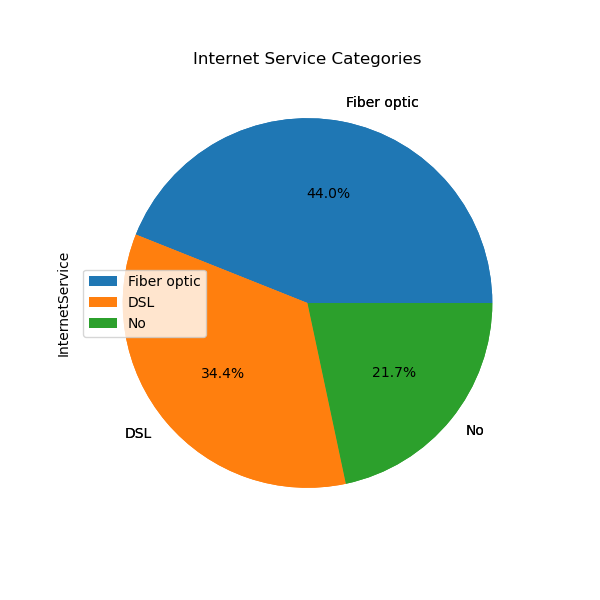 Internet Service Categories
Fiber optic
44.0%
InternetService
Fiber optic
DSL
No
34.4%
21.7%
DSL
No